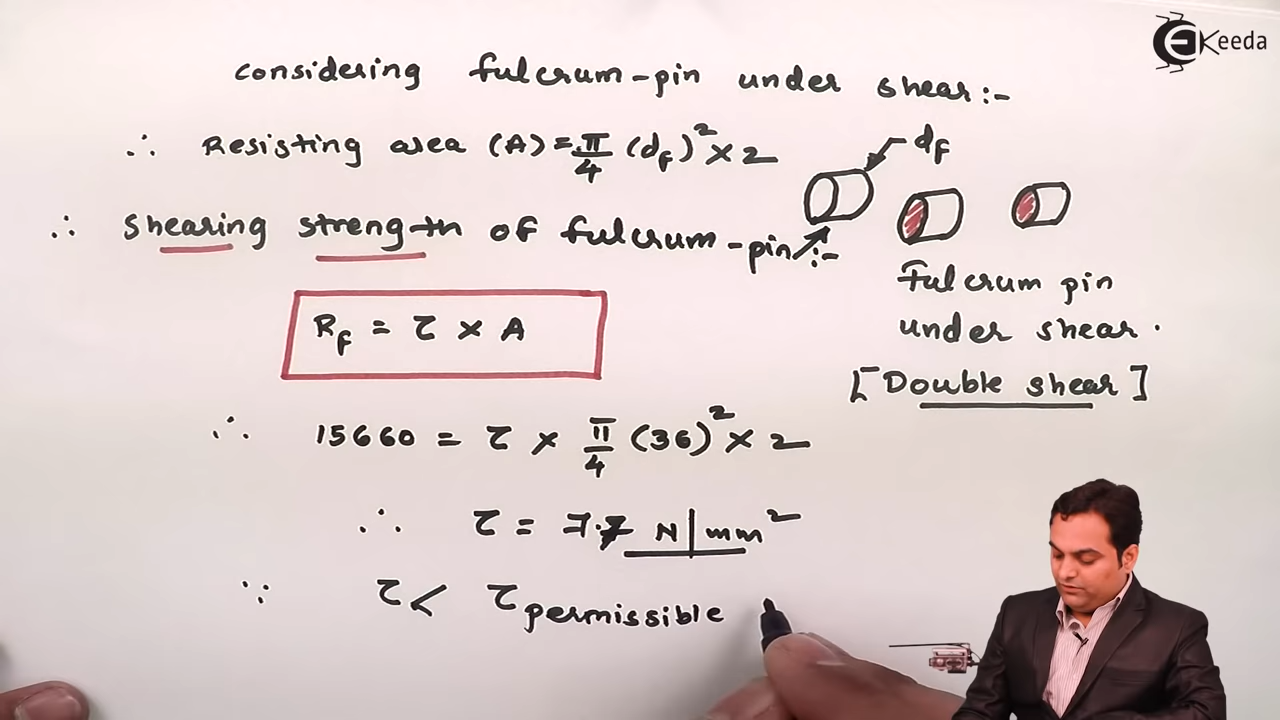 Keeda
considering fulcrum-pin under shear:-
∴ Resisting area (A) = π/4 (df)² × 2
df
∴ Shearing strength of fulcrum-pin:-
Fulcrum pin
under shear.
[Double shear]
Rf = τ × A
∴ 15660 = τ × π/4 (36)² × 2
∴ τ = 7.7 N/mm²
∵ τ < τpermissible